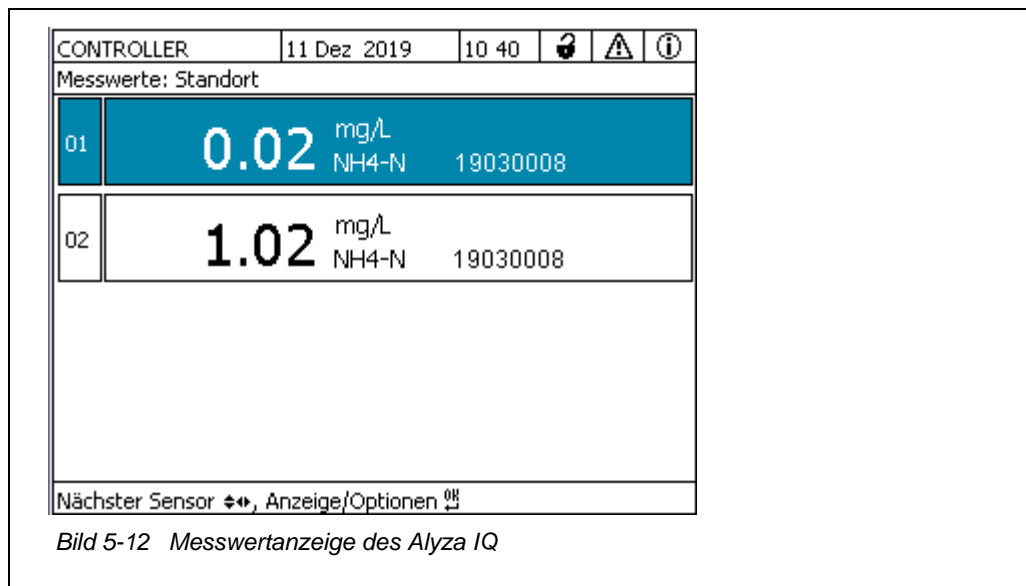 CONTROLLER 11 Dez 2019 10 40
Messwerte: Standort
01 0.02 mg/L
NH4-N 19030008
02 1.02 mg/L
NH4-N 19030008
Nächster Sensor, Anzeige/Optionen OK
Bild 5-12 Messwertanzeige des Alyza IQ